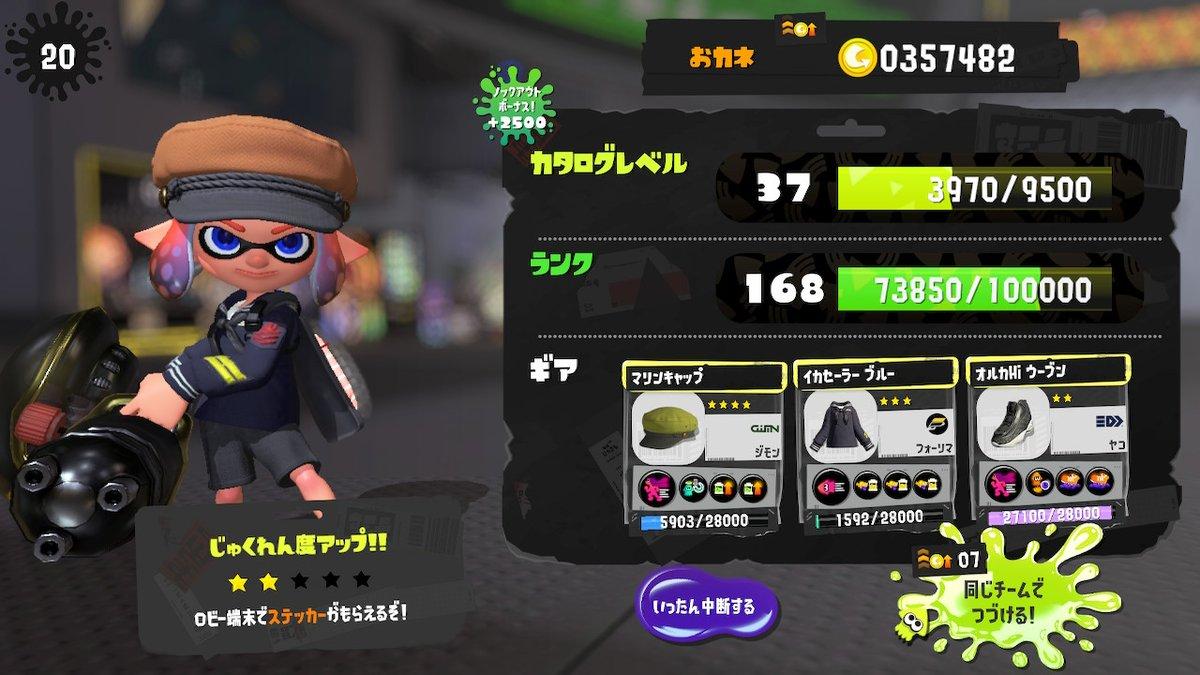 20
おカネ
0357482
ノックアウト
ボーナス!
+2500
カタログレベル
37
3970/9500
ランク
168
73850/100000
ギア
マリンキャップ
ジモン
5903/28000
イカセーラー ブルー
フォーリマ
1592/28000
オルカHi ウーブン
ヤコ
27100/28000
じゅくれん度アップ!!
ロビー端末でステッカーがもらえるぞ!
いったん中断する
07
同じチームで
つづける!